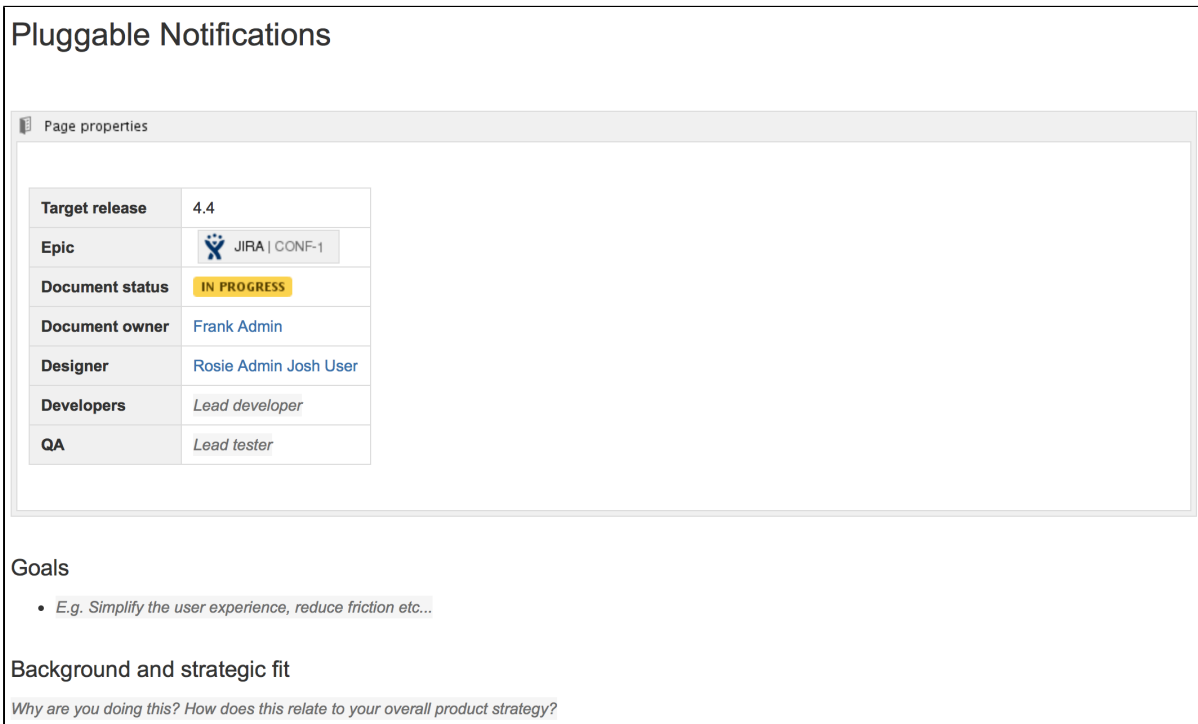 Pluggable Notifications
Page properties
Target release 4.4
Epic JIRA | CONF-1
Document status IN PROGRESS
Document owner Frank Admin
Designer Rosie Admin Josh User
Developers Lead developer
QA Lead tester
Goals
• E.g. Simplify the user experience, reduce friction etc...
Background and strategic fit
Why are you doing this? How does this relate to your overall product strategy?